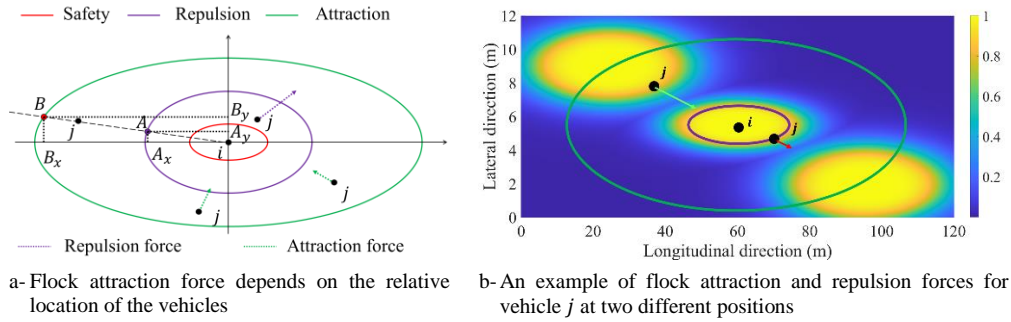 Safety Repulsion Attraction
B
j
A
B_y
A_y
j
i
B_x
A_x
j
j
Repulsion force Attraction force
a- Flock attraction force depends on the relative
location of the vehicles
Lateral direction (m)
12
10
8
6
4
2
0
j
i
j
0 20 40 60 80 100 120
Longitudinal direction (m)
1
0.8
0.6
0.4
0.2
b- An example of flock attraction and repulsion forces for
vehicle j at two different positions